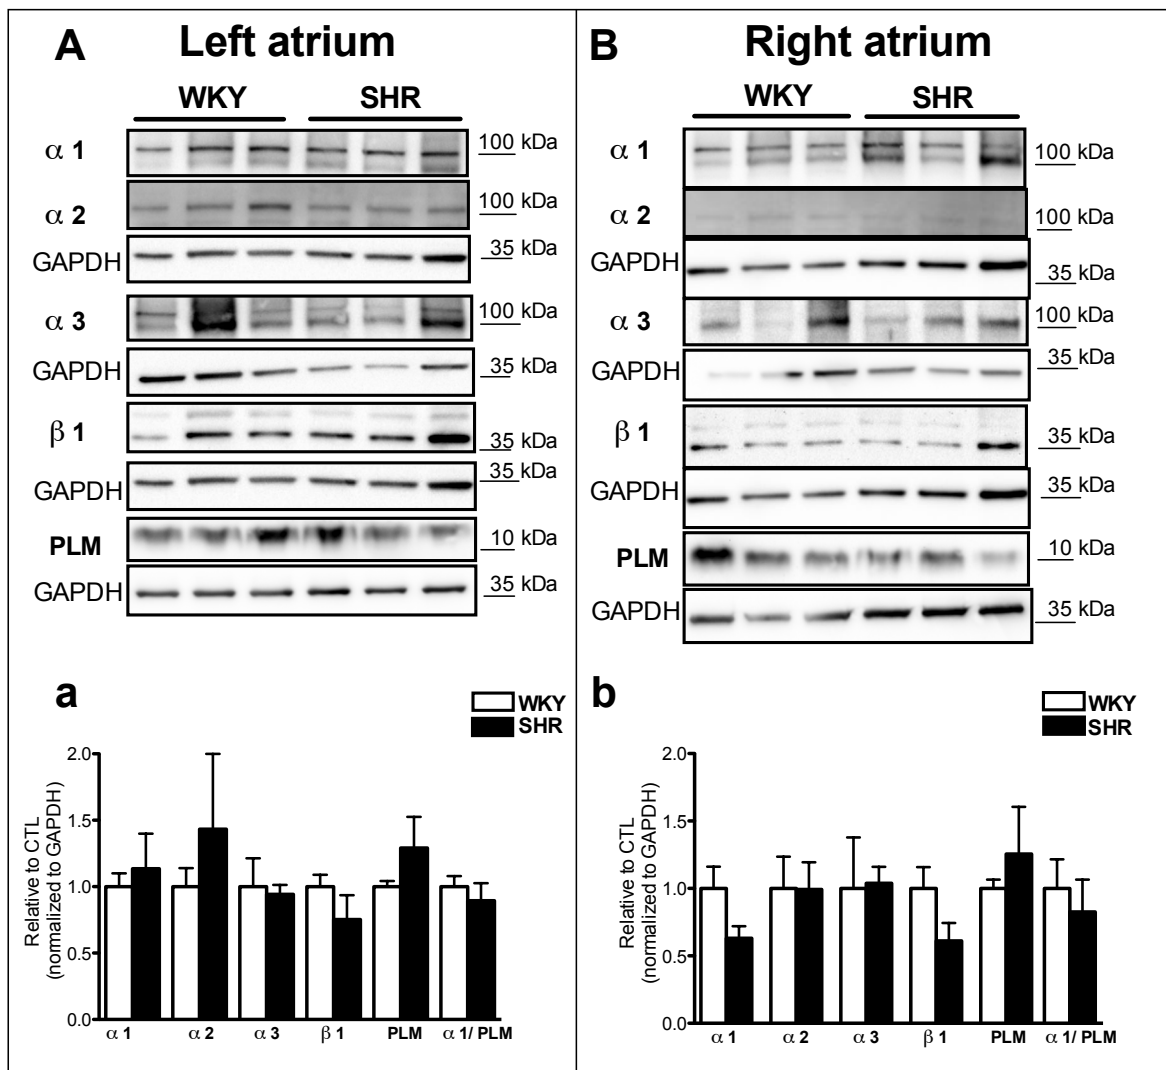 A Left atrium
WKY SHR
α 1 100 kDa
α 2 100 kDa
GAPDH 35 kDa
α 3 100 kDa
GAPDH 35 kDa
β 1 35 kDa
GAPDH 35 kDa
PLM 10 kDa
GAPDH 35 kDa
a
WKY
SHR
Relative to CTL
(normalized to GAPDH)
2.0
1.5
1.0
0.5
0.0
α 1 α 2 α 3 β 1 PLM α 1/ PLM
B Right atrium
WKY SHR
α 1 100 kDa
α 2 100 kDa
GAPDH 35 kDa
α 3 100 kDa
GAPDH 35 kDa
β 1 35 kDa
GAPDH 35 kDa
PLM 10 kDa
GAPDH 35 kDa
b
WKY
SHR
Relative to CTL
(normalized to GAPDH)
2.0
1.5
1.0
0.5
0.0
α 1 α 2 α 3 β 1 PLM α 1/ PLM